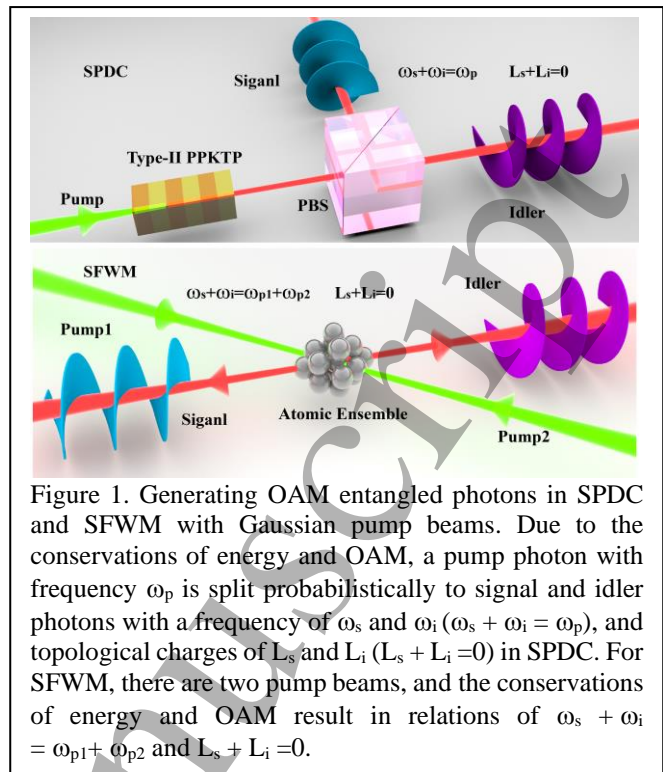 SPDC
Siganl
ωs+ωi=ωp
Ls+Li=0
Type-II PPKTP
Pump
PBS
Idler
SFWM
ωs+ωi=ωp1+ωp2
Ls+Li=0
Idler
Pump1
Siganl
Atomic Ensemble
Pump2
Figure 1. Generating OAM entangled photons in SPDC
and SFWM with Gaussian pump beams. Due to the
conservations of energy and OAM, a pump photon with
frequency ωp is split probabilistically to signal and idler
photons with a frequency of ωs and ωi (ωs + ωi = ωp), and
topological charges of Ls and Li (Ls + Li =0) in SPDC. For
SFWM, there are two pump beams, and the conservations
of energy and OAM result in relations of ωs + ωi
= ωp1+ ωp2 and Ls + Li =0.
nuscript